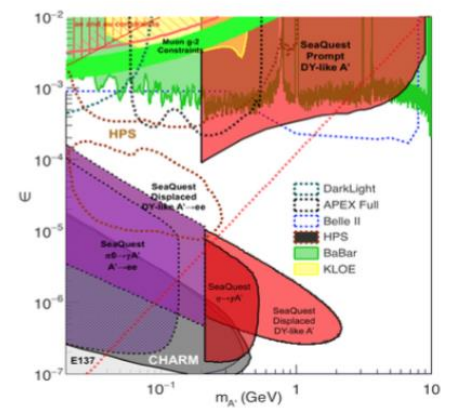 10⁻²
Muon g-2
Constraints
SeaQuest
Prompt
DY-like A'
10⁻³
HPS
10⁻⁴
SeaQuest
Displaced
DY-like A'→ee
DarkLight
APEX Full
Belle II
HPS
BaBar
KLOE
ϵ
10⁻⁵
SeaQuest
π0→γA'
A'→ee
SeaQuest
η→γA'
SeaQuest
Displaced
DY-like A'
10⁻⁶
E137
CHARM
10⁻⁷
10⁻¹
1
10
m_A' (GeV)